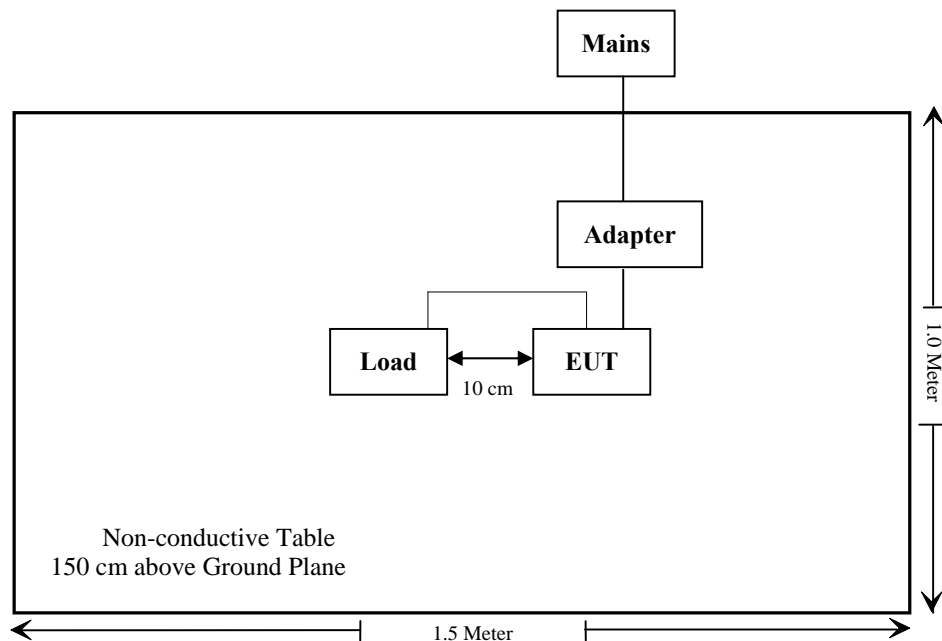 Mains
Adapter
Load
EUT
10 cm
1.0 Meter
Non-conductive Table
150 cm above Ground Plane
1.5 Meter